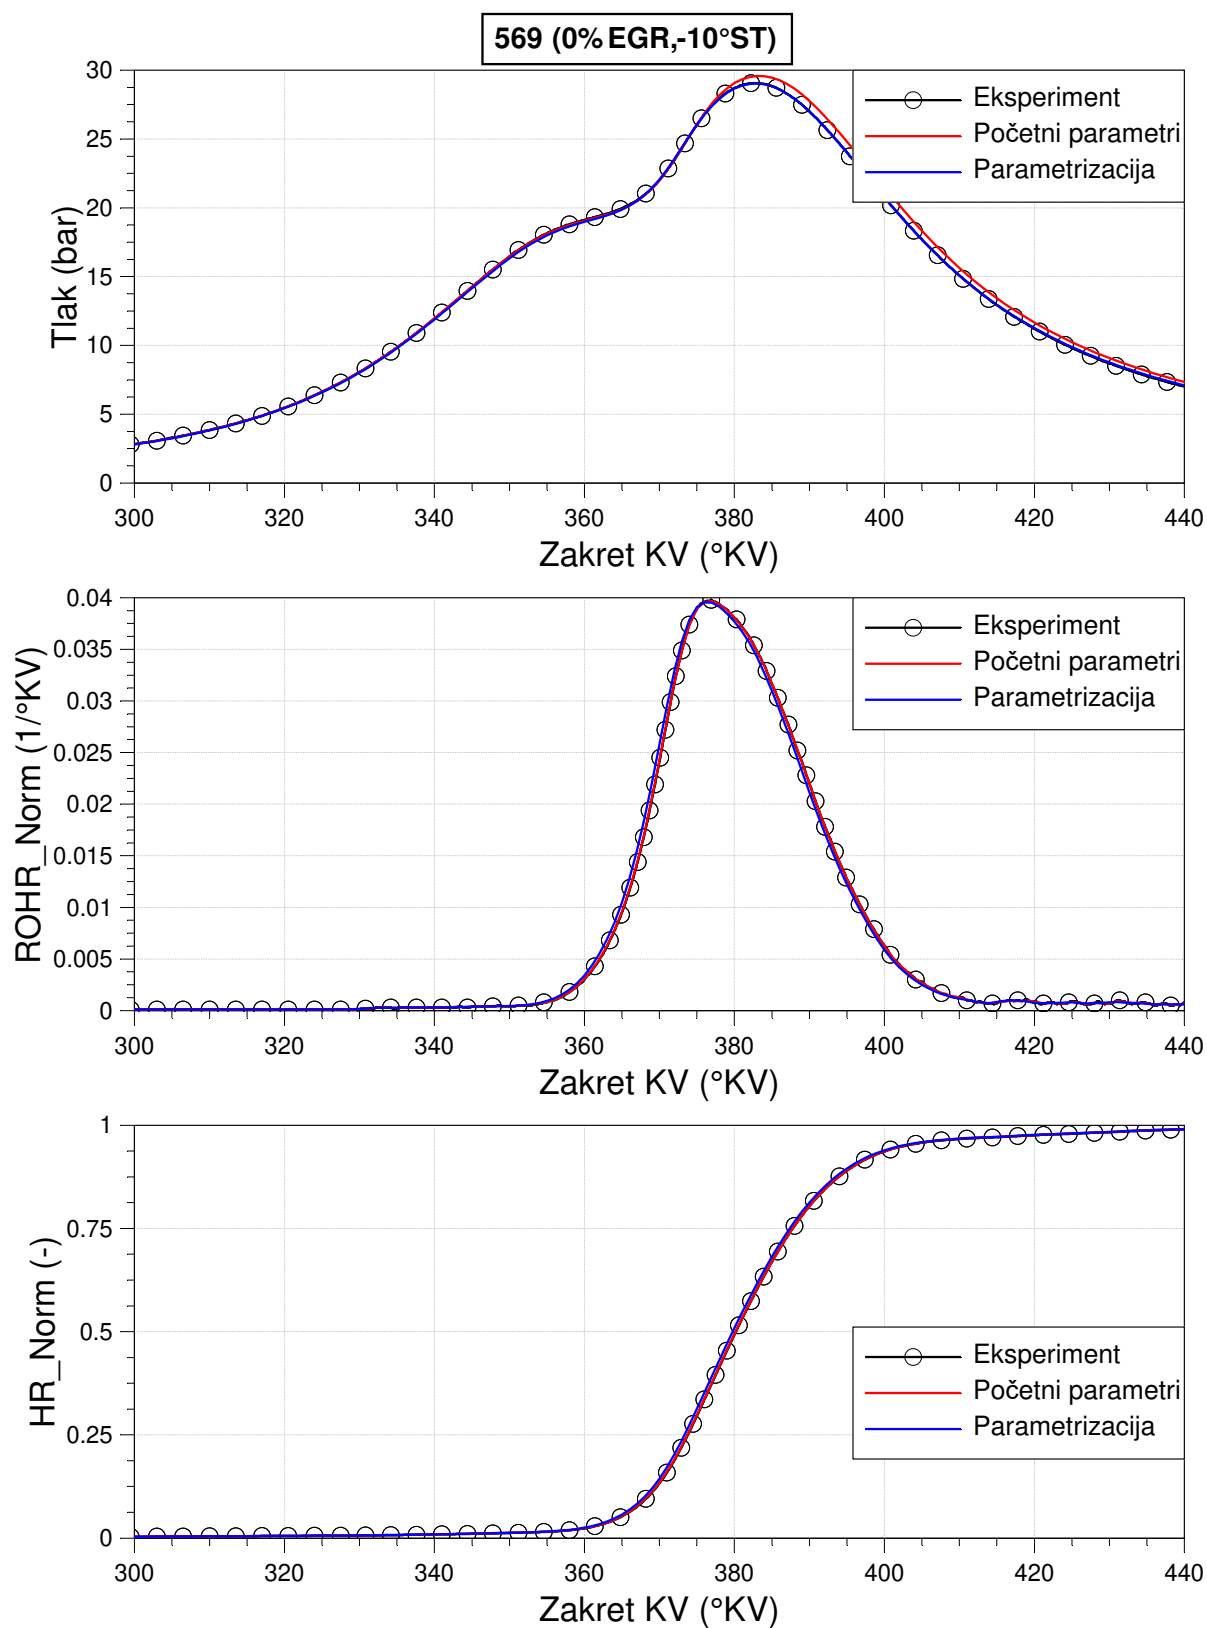 569 (0% EGR,-10°ST)
30
25
20
15
10
5
0
Tlak (bar)
Eksperiment
Početni parametri
Parametrizacija
300 320 340 360 380 400 420 440
Zakret KV (°KV)
0.04
0.035
0.03
0.025
0.02
0.015
0.01
0.005
0
ROHR_Norm (1/°KV)
Eksperiment
Početni parametri
Parametrizacija
300 320 340 360 380 400 420 440
Zakret KV (°KV)
1
0.75
0.5
0.25
0
HR_Norm (-)
Eksperiment
Početni parametri
Parametrizacija
300 320 340 360 380 400 420 440
Zakret KV (°KV)